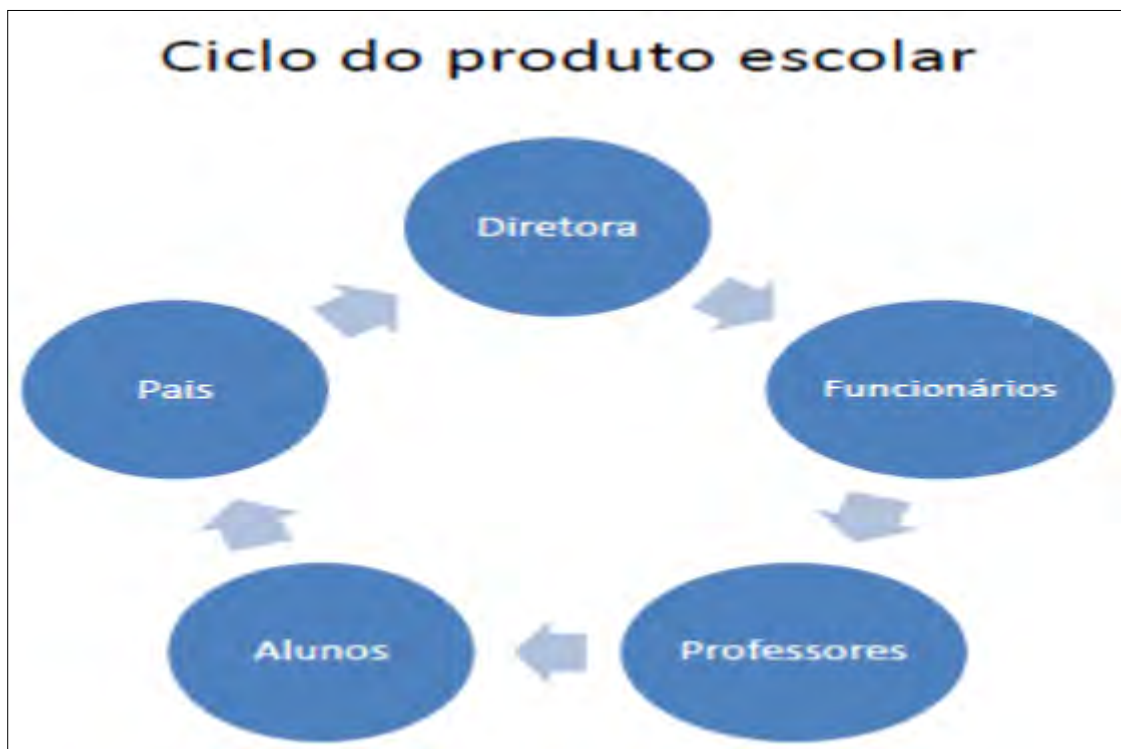 Ciclo do produto escolar
Diretora
Funcionários
Professores
Alunos
Pais